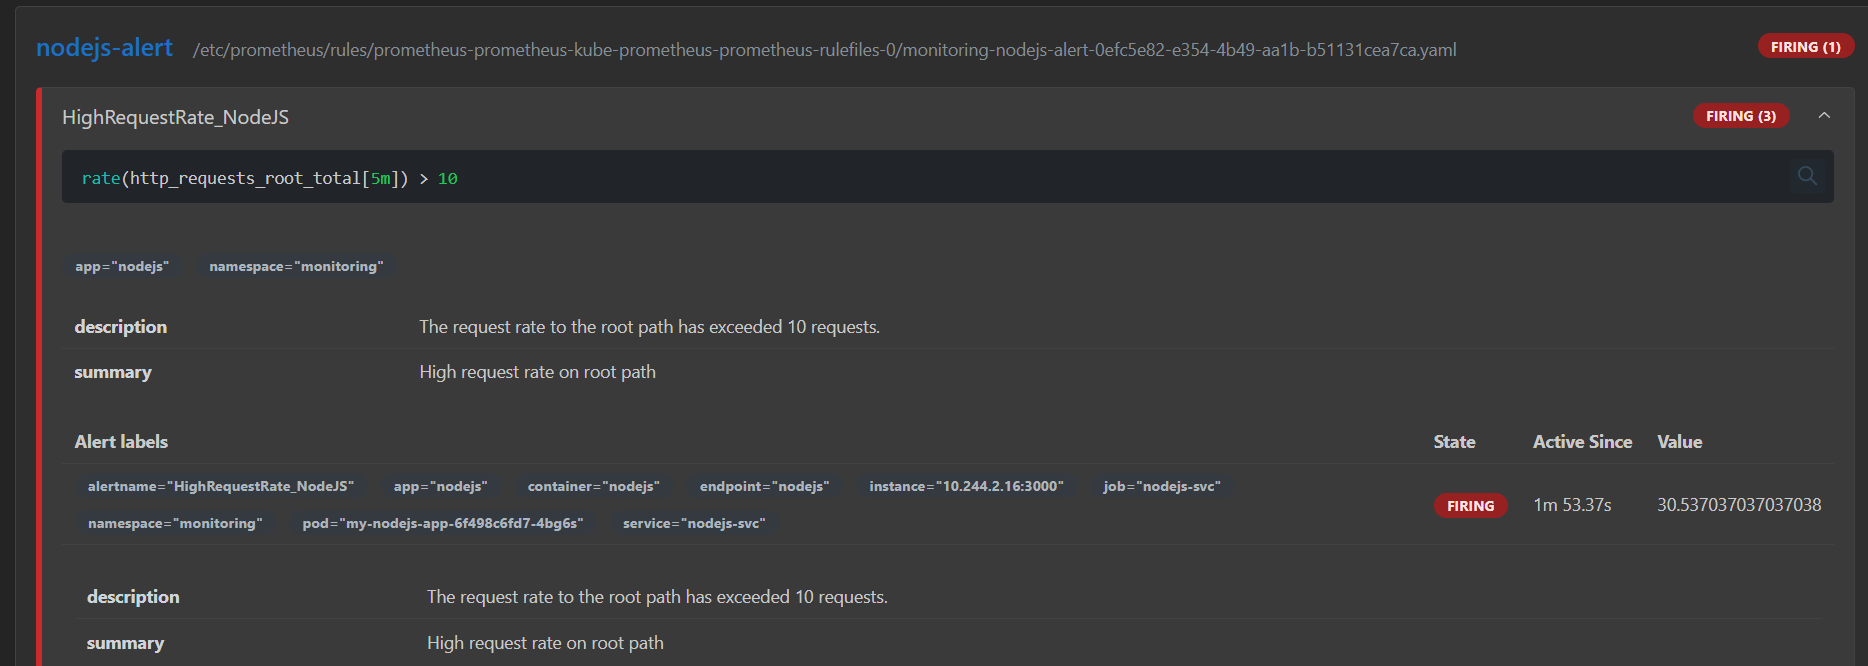 nodejs-alert /etc/prometheus/rules/prometheus-prometheus-kube-prometheus-prometheus-rulefiles-0/monitoring-nodejs-alert-0efc5e82-e354-4b49-aa1b-b51131cea7ca.yaml FIRING (1)
HighRequestRate_NodeJS FIRING (3)
rate(http_requests_root_total[5m]) > 10
app="nodejs" namespace="monitoring"
description The request rate to the root path has exceeded 10 requests.
summary High request rate on root path
Alert labels State Active Since Value
alertname="HighRequestRate_NodeJS" app="nodejs" container="nodejs" endpoint="nodejs" instance="10.244.2.16:3000" job="nodejs-svc"
FIRING 1m 53.37s 30.537037037037038
namespace="monitoring" pod="my-nodejs-app-6f498c6fd7-4bg6s" service="nodejs-svc"
description The request rate to the root path has exceeded 10 requests.
summary High request rate on root path